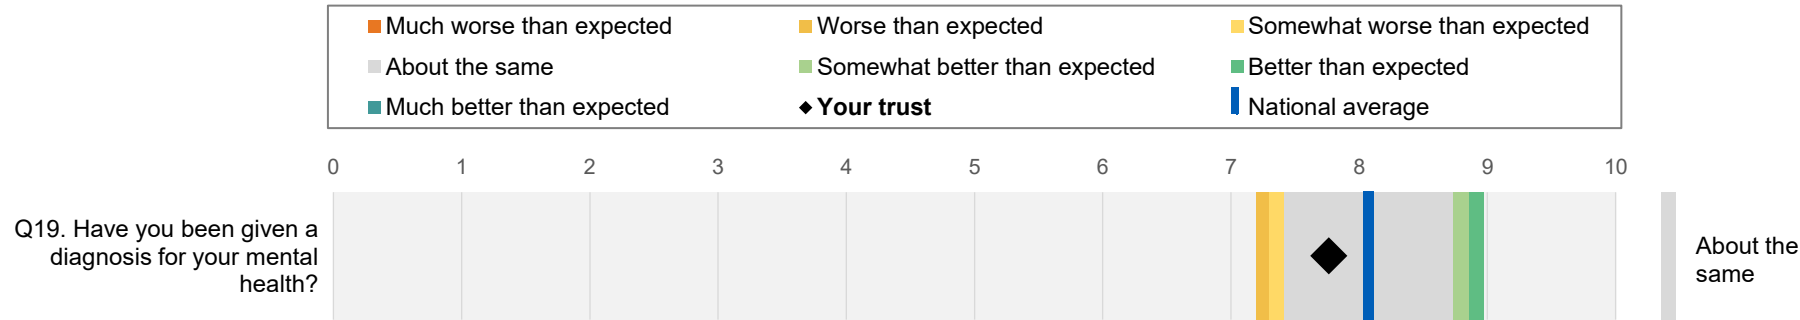 Much worse than expected
Worse than expected
Somewhat worse than expected
About the same
Somewhat better than expected
Better than expected
Much better than expected
Your trust
National average
0 1 2 3 4 5 6 7 8 9 10
Q19. Have you been given a
diagnosis for your mental
health?
About the
same